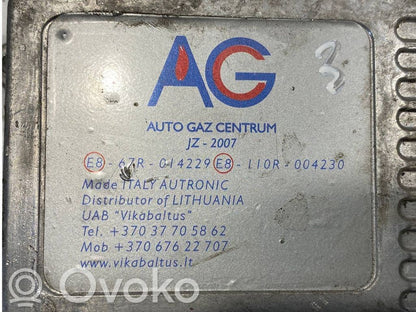 AG
AUTO GAZ CENTRUM
JZ - 2007
E8 - 67R - 014229 E8 - 110R - 004230
Made ITALY AUTRONIC
Distributor of LITHUANIA
UAB "Vikabaltus"
Tel. +370 37 70 58 62
Mob +370 676 22 707
www.vikabaltus.lt
Ovoko